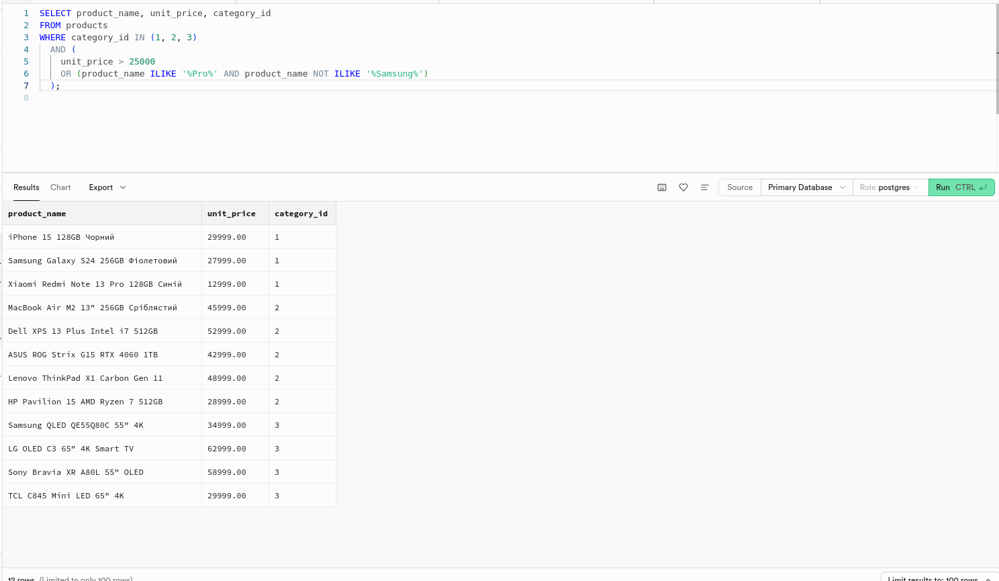 1 SELECT product_name, unit_price, category_id
2 FROM products
3 WHERE category_id IN (1, 2, 3)
4 AND (
5 unit_price > 25000
6 OR (product_name ILIKE '%Pro%' AND product_name NOT ILIKE '%Samsung%')
7 );
8
Results Chart Export Source Primary Database Role postgres Run CTRL
product_name unit_price category_id
iPhone 15 128GB Чорний 29999.00 1
Samsung Galaxy S24 256GB Фіолетовий 27999.00 1
Xiaomi Redmi Note 13 Pro 128GB Синій 12999.00 1
MacBook Air M2 13" 256GB Сріблястий 45999.00 2
Dell XPS 13 Plus Intel i7 512GB 52999.00 2
ASUS ROG Strix G15 RTX 4060 1TB 42999.00 2
Lenovo ThinkPad X1 Carbon Gen 11 48999.00 2
HP Pavilion 15 AMD Ryzen 7 512GB 28999.00 2
Samsung QLED QE55Q80C 55" 4K 34999.00 3
LG OLED C3 65" 4K Smart TV 62999.00 3
Sony Bravia XR A80L 55" OLED 58999.00 3
TCL C845 Mini LED 65" 4K 29999.00 3
12 rows (Limited to only 100 rows) Limit results to: 100 rows